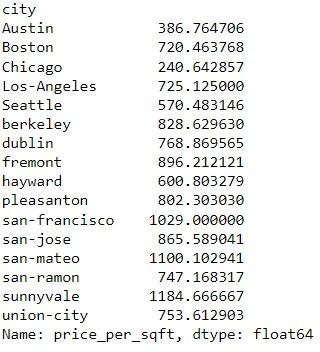 city
Austin 386.764706
Boston 720.463768
Chicago 240.642857
Los-Angeles 725.125000
Seattle 570.483146
berkeley 828.629630
dublin 768.869565
fremont 896.212121
hayward 600.803279
pleasanton 802.303030
san-francisco 1029.000000
san-jose 865.589041
san-mateo 1100.102941
san-ramon 747.168317
sunnyvale 1184.666667
union-city 753.612903
Name: price_per_sqft, dtype: float64